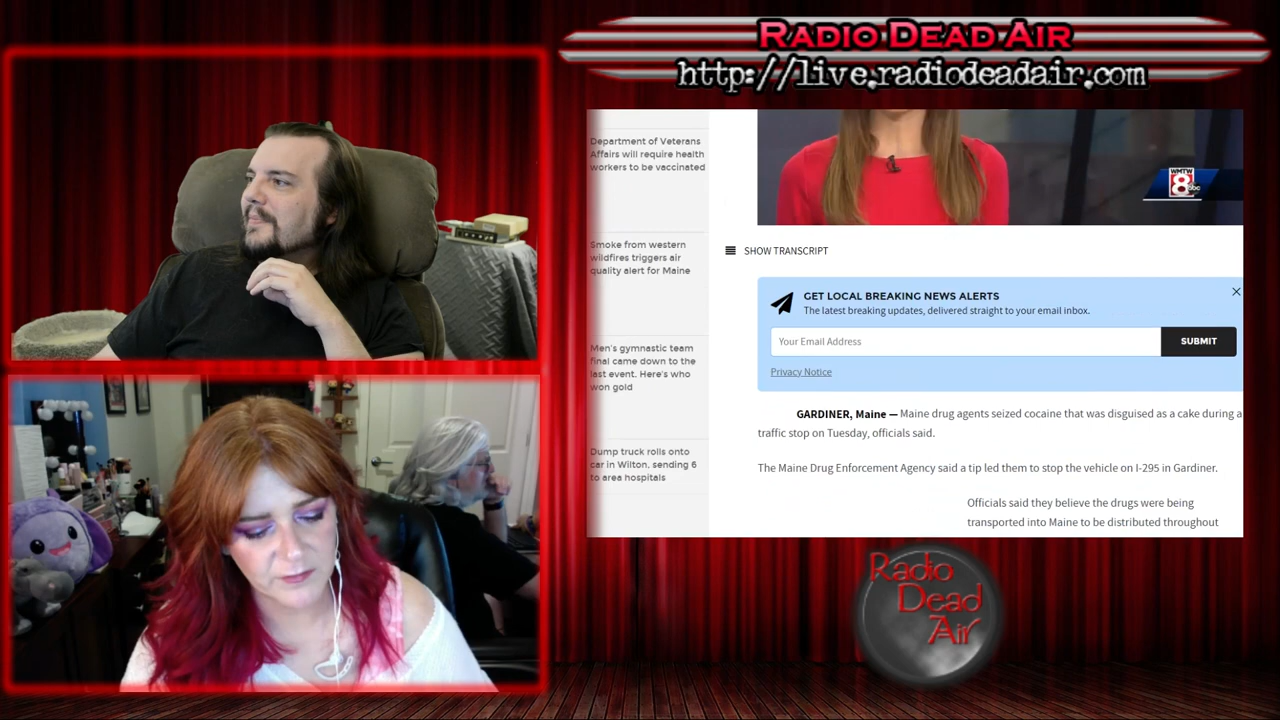 RADIO DEAD AIR
http://live.radiodeadair.com
Department of Veterans
Affairs will require health
workers to be vaccinated
Smoke from western
wildfires triggers air
quality alert for Maine
Men's gymnastic team
final came down to the
last event. Here's who
won gold
Dump truck rolls onto
car in Wilton, sending 6
to area hospitals
WMTW
8
abc
SHOW TRANSCRIPT
GET LOCAL BREAKING NEWS ALERTS
The latest breaking updates, delivered straight to your email inbox.
Your Email Address
SUBMIT
Privacy Notice
GARDINER, Maine — Maine drug agents seized cocaine that was disguised as a cake during a
traffic stop on Tuesday, officials said.
The Maine Drug Enforcement Agency said a tip led them to stop the vehicle on I-295 in Gardiner.
Officials said they believe the drugs were being
transported into Maine to be distributed throughout
Radio
Dead
Air